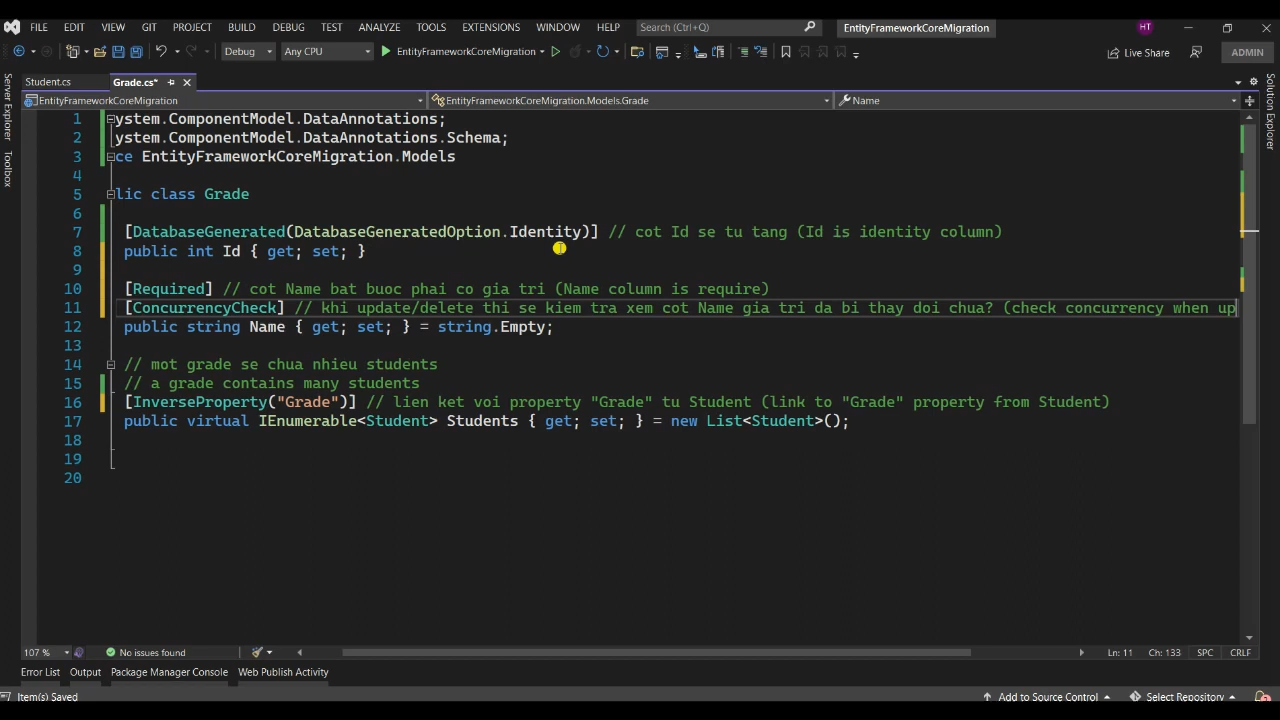 FILE EDIT VIEW GIT PROJECT BUILD DEBUG TEST ANALYZE TOOLS EXTENSIONS WINDOW HELP Search (Ctrl+Q) EntityFrameworkCoreMigration HT
Debug Any CPU EntityFrameworkCoreMigration Live Share ADMIN
Server Explorer
Toolbox
Solution Explorer
Student.cs Grade.cs*
EntityFrameworkCoreMigration EntityFrameworkCoreMigration.Models.Grade Name
1 ystem.ComponentModel.DataAnnotations;
2 ystem.ComponentModel.DataAnnotations.Schema;
3 ce EntityFrameworkCoreMigration.Models
4
5 lic class Grade
6
7 [DatabaseGenerated(DatabaseGeneratedOption.Identity)] // cot Id se tu tang (Id is identity column)
8 public int Id { get; set; }
9
10 [Required] // cot Name bat buoc phai co gia tri (Name column is require)
11 [ConcurrencyCheck] // khi update/delete thi se kiem tra xem cot Name gia tri da bi thay doi chua? (check concurrency when up
12 public string Name { get; set; } = string.Empty;
13
14 // mot grade se chua nhieu students
15 // a grade contains many students
16 [InverseProperty("Grade")] // lien ket voi property "Grade" tu Student (link to "Grade" property from Student)
17 public virtual IEnumerable<Student> Students { get; set; } = new List<Student>();
18
19
20
107 % No issues found Ln: 11 Ch: 133 SPC CRLF
Error List Output Package Manager Console Web Publish Activity
Item(s) Saved Add to Source Control Select Repository